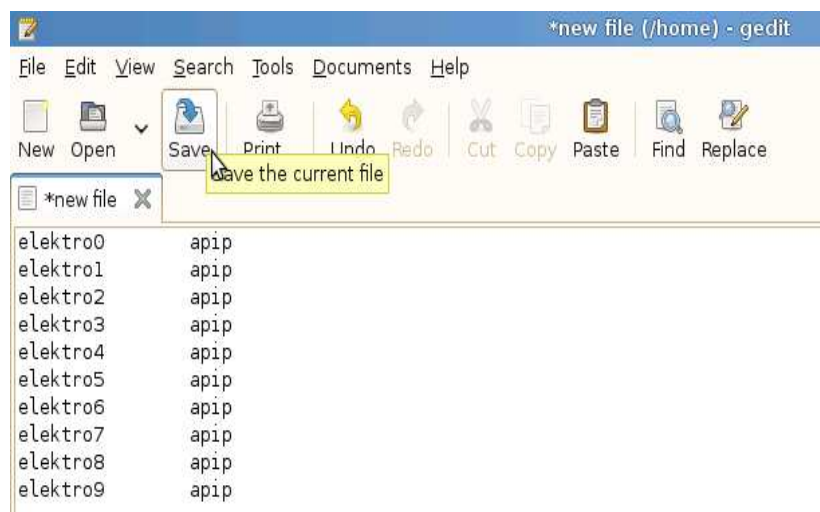 *new file (/home) - gedit
File Edit View Search Tools Documents Help
New Open Save Print Undo Redo Cut Copy Paste Find Replace
Save the current file
*new file
elektro0 apip
elektro1 apip
elektro2 apip
elektro3 apip
elektro4 apip
elektro5 apip
elektro6 apip
elektro7 apip
elektro8 apip
elektro9 apip